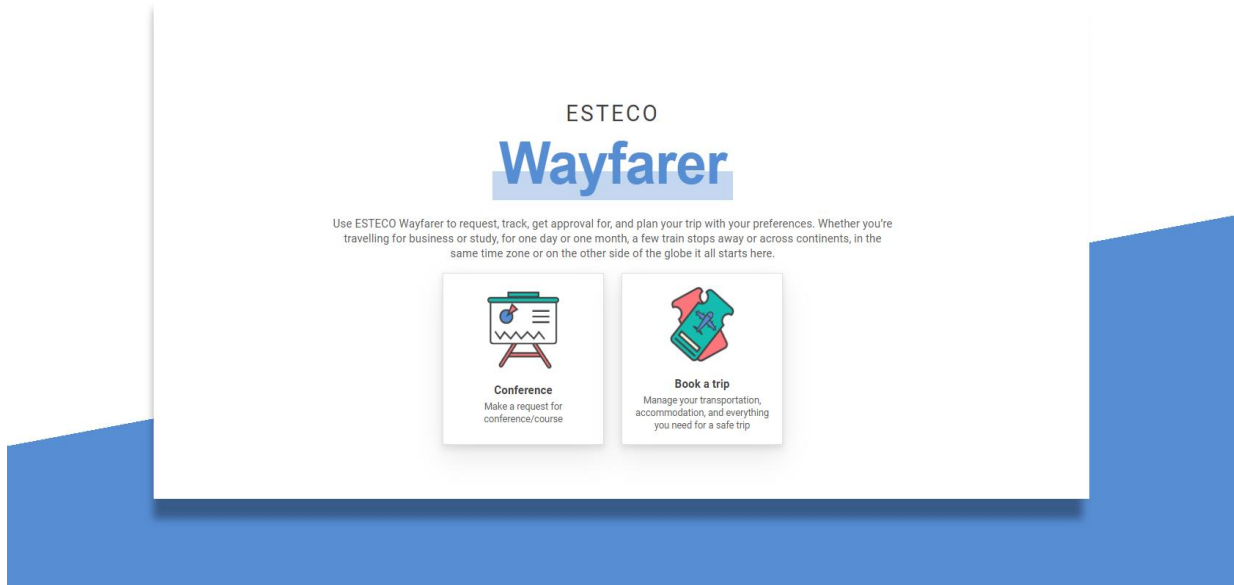 ESTECO
Wayfarer
Use ESTECO Wayfarer to request, track, get approval for, and plan your trip with your preferences. Whether you're
travelling for business or study, for one day or one month, a few train stops away or across continents, in the
same time zone or on the other side of the globe it all starts here.
Conference
Make a request for
conference/course
Book a trip
Manage your transportation,
accommodation, and everything
you need for a safe trip